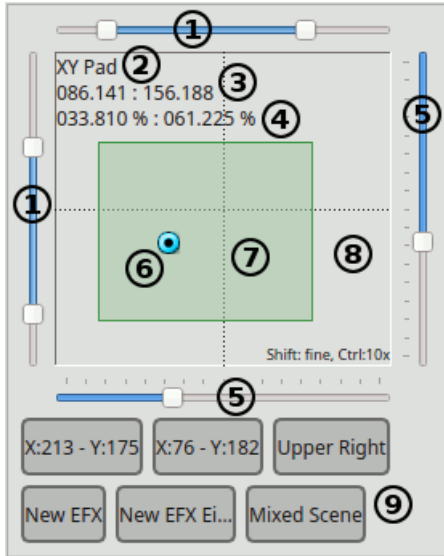 ①
XY Pad ②
086.141 : 156.188 ③
033.810 % : 061.225 % ④
① ⑤
⑥ ⑦ ⑧
Shift: fine, Ctrl:10x
⑤
X:213 - Y:175 X:76 - Y:182 Upper Right
New EFX New EFX Ei... Mixed Scene ⑨